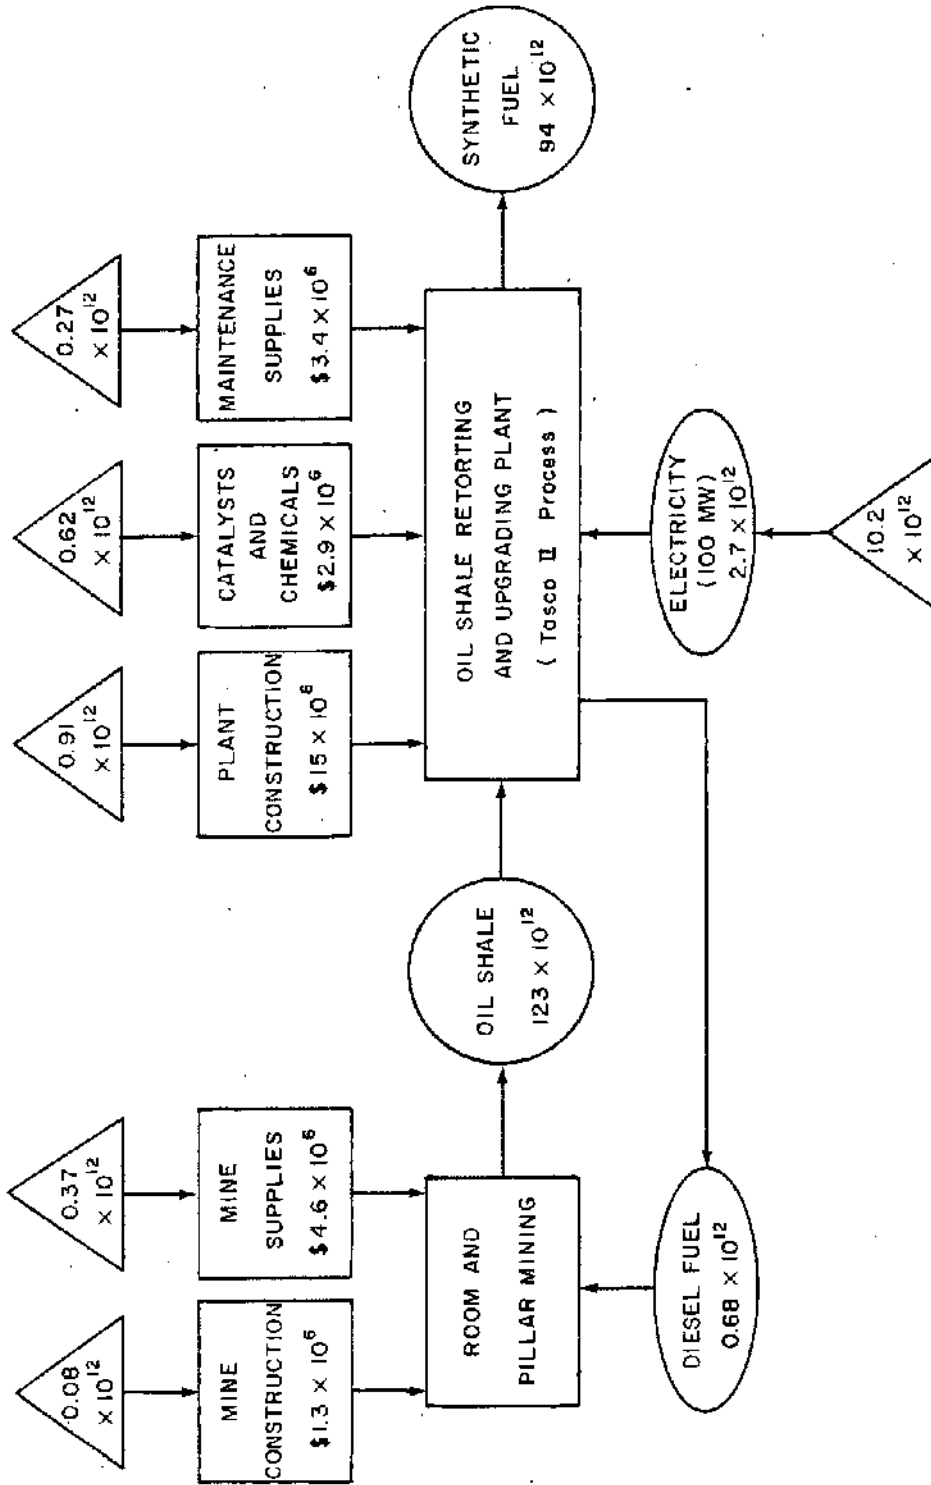 0.08
× 10¹²
0.37
× 10¹²
0.91
× 10¹²
0.62
× 10¹²
0.27
× 10¹²
MINE
CONSTRUCTION
$1.3 × 10⁶
MINE
SUPPLIES
$4.6 × 10⁶
PLANT
CONSTRUCTION
$15 × 10⁶
CATALYSTS
AND
CHEMICALS
$2.9 × 10⁶
MAINTENANCE
SUPPLIES
$3.4 × 10⁶
ROOM AND
PILLAR MINING
OIL SHALE
123 × 10¹²
OIL SHALE RETORTING
AND UPGRADING PLANT
( Tosco II Process )
SYNTHETIC
FUEL
94 × 10¹²
DIESEL FUEL
0.68 × 10¹²
ELECTRICITY
(100 MW)
2.7 × 10¹²
10.2
× 10¹²